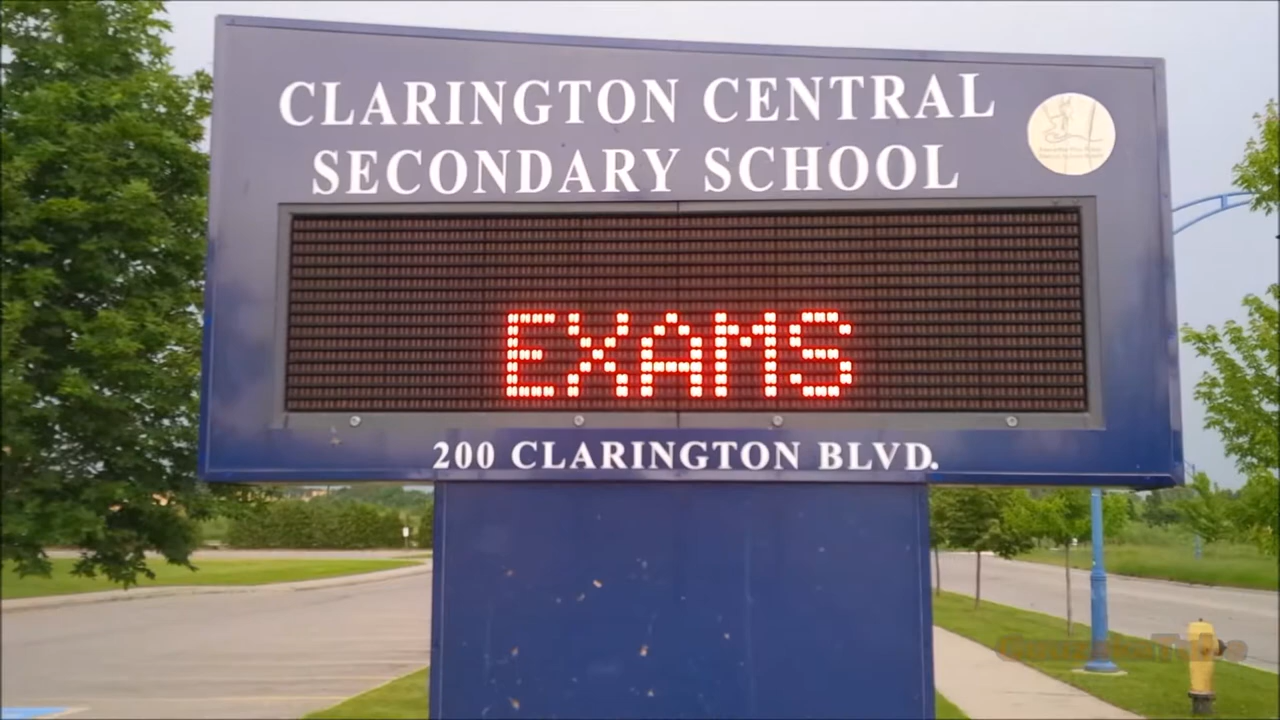 CLARINGTON CENTRAL
SECONDARY SCHOOL
EXAMS
200 CLARINGTON BLVD.